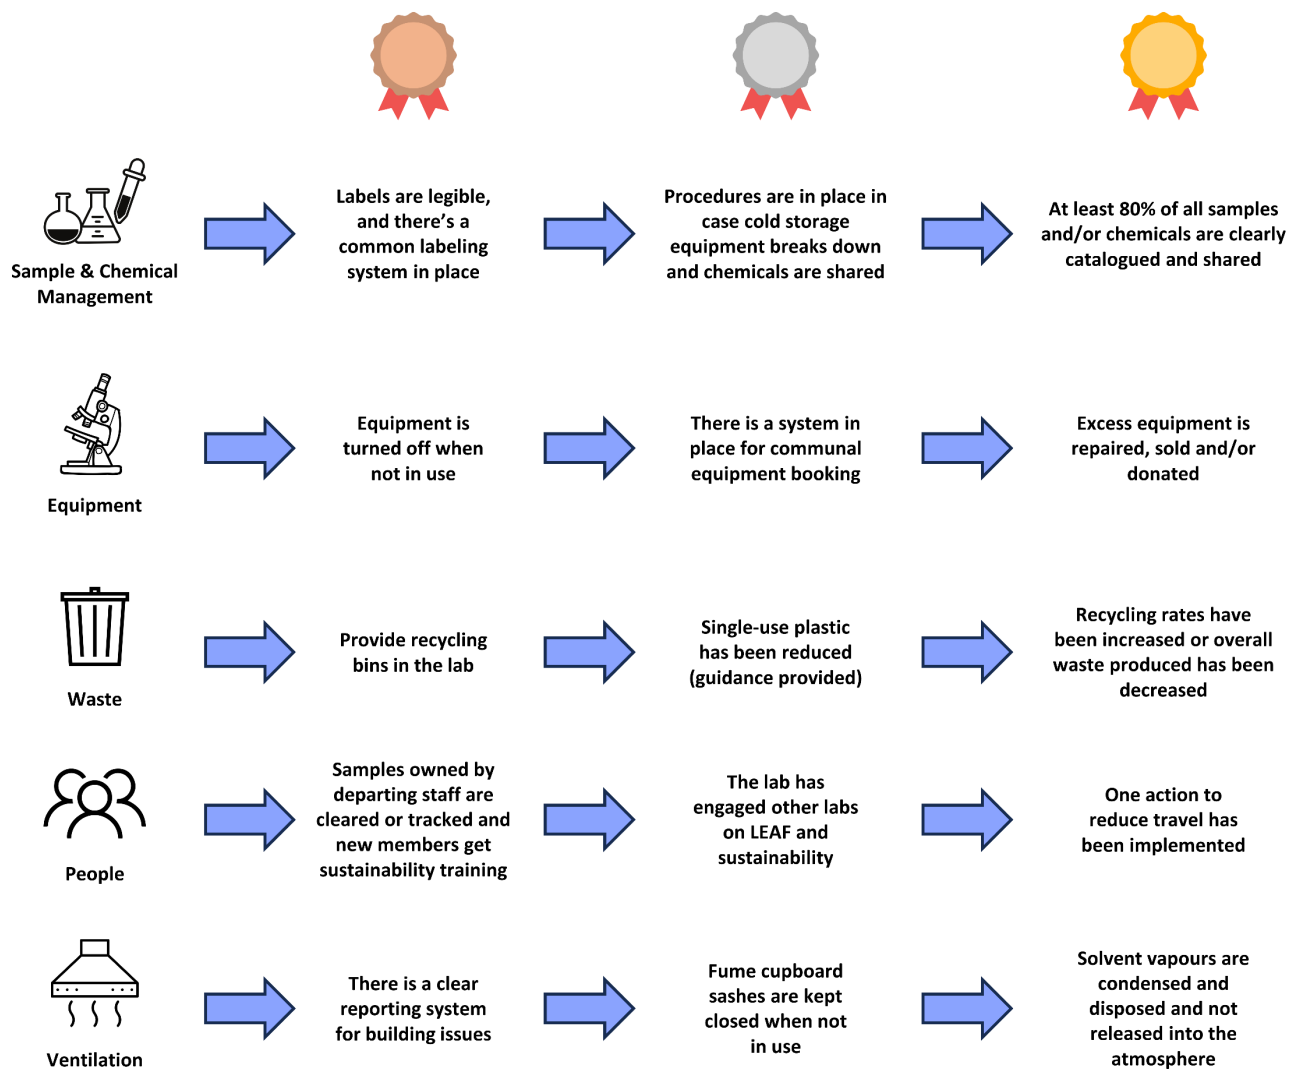 Sample & Chemical
Management
Labels are legible,
and there's a
common labeling
system in place
Procedures are in place in
case cold storage
equipment breaks down
and chemicals are shared
At least 80% of all samples
and/or chemicals are clearly
catalogued and shared
Equipment
Equipment is
turned off when
not in use
There is a system in
place for communal
equipment booking
Excess equipment is
repaired, sold and/or
donated
Waste
Provide recycling
bins in the lab
Single-use plastic
has been reduced
(guidance provided)
Recycling rates have
been increased or overall
waste produced has been
decreased
People
Samples owned by
departing staff are
cleared or tracked and
new members get
sustainability training
The lab has
engaged other labs
on LEAF and
sustainability
One action to
reduce travel has
been implemented
Ventilation
There is a clear
reporting system
for building issues
Fume cupboard
sashes are kept
closed when not
in use
Solvent vapours are
condensed and
disposed and not
released into the
atmosphere